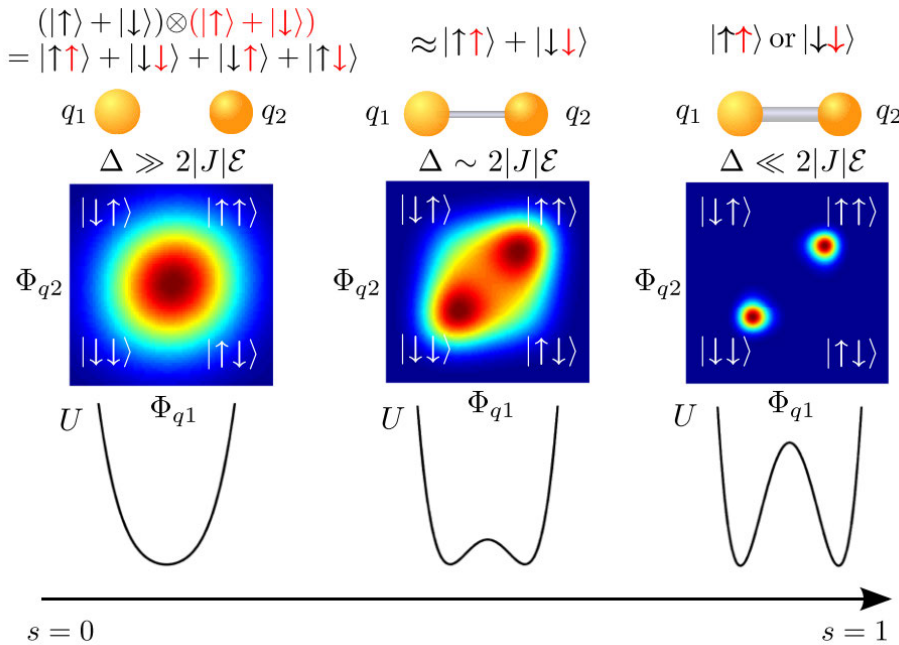 (|↑⟩ + |↓⟩)⊗(|↑⟩ + |↓⟩)
= |↑↑⟩ + |↓↓⟩ + |↓↑⟩ + |↑↓⟩
≈|↑↑⟩ + |↓↓⟩
|↑↑⟩ or |↓↓⟩
q1 q2
q1 q2
q1 q2
Δ ≫ 2|J|ℰ
Δ ∼ 2|J|ℰ
Δ ≪ 2|J|ℰ
|↓↑⟩ |↑↑⟩
Φq2
|↓↓⟩ |↑↓⟩
Φq1
|↓↑⟩ |↑↑⟩
Φq2
|↓↓⟩ |↑↓⟩
Φq1
|↓↑⟩ |↑↑⟩
Φq2
|↓↓⟩ |↑↓⟩
Φq1
U
U
U
s = 0
s = 1